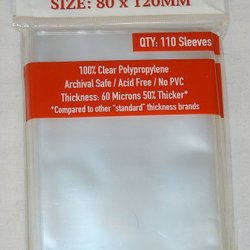 SIZE: 80 x 120MM
QTY: 110 Sleeves
100% Clear Polypropylene
Archival Safe / Acid Free / No PVC
Thickness: 60 Microns 50% Thicker*
*Compared to other "standard" thickness brands